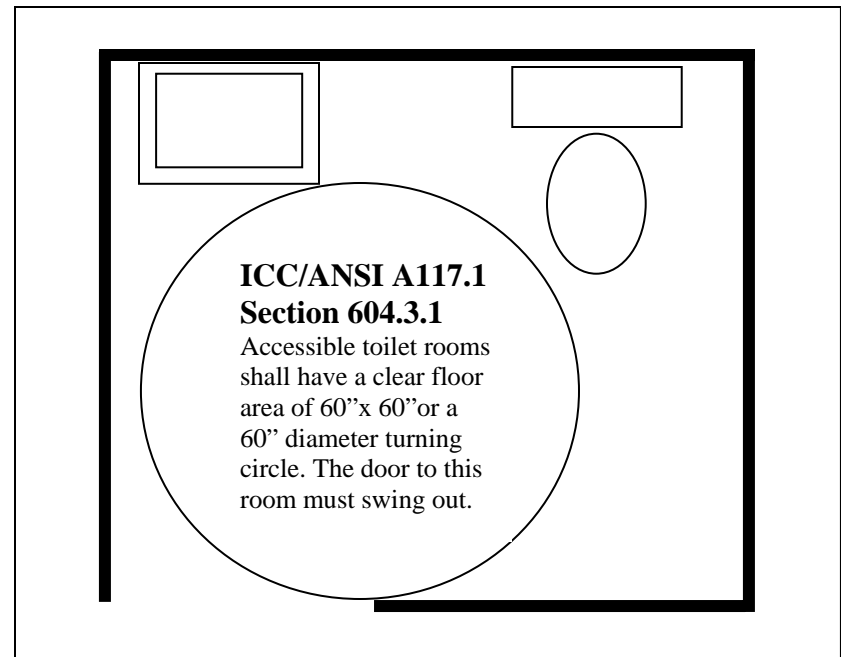 ICC/ANSI A117.1
Section 604.3.1
Accessible toilet rooms
shall have a clear floor
area of 60”x 60”or a
60” diameter turning
circle. The door to this
room must swing out.